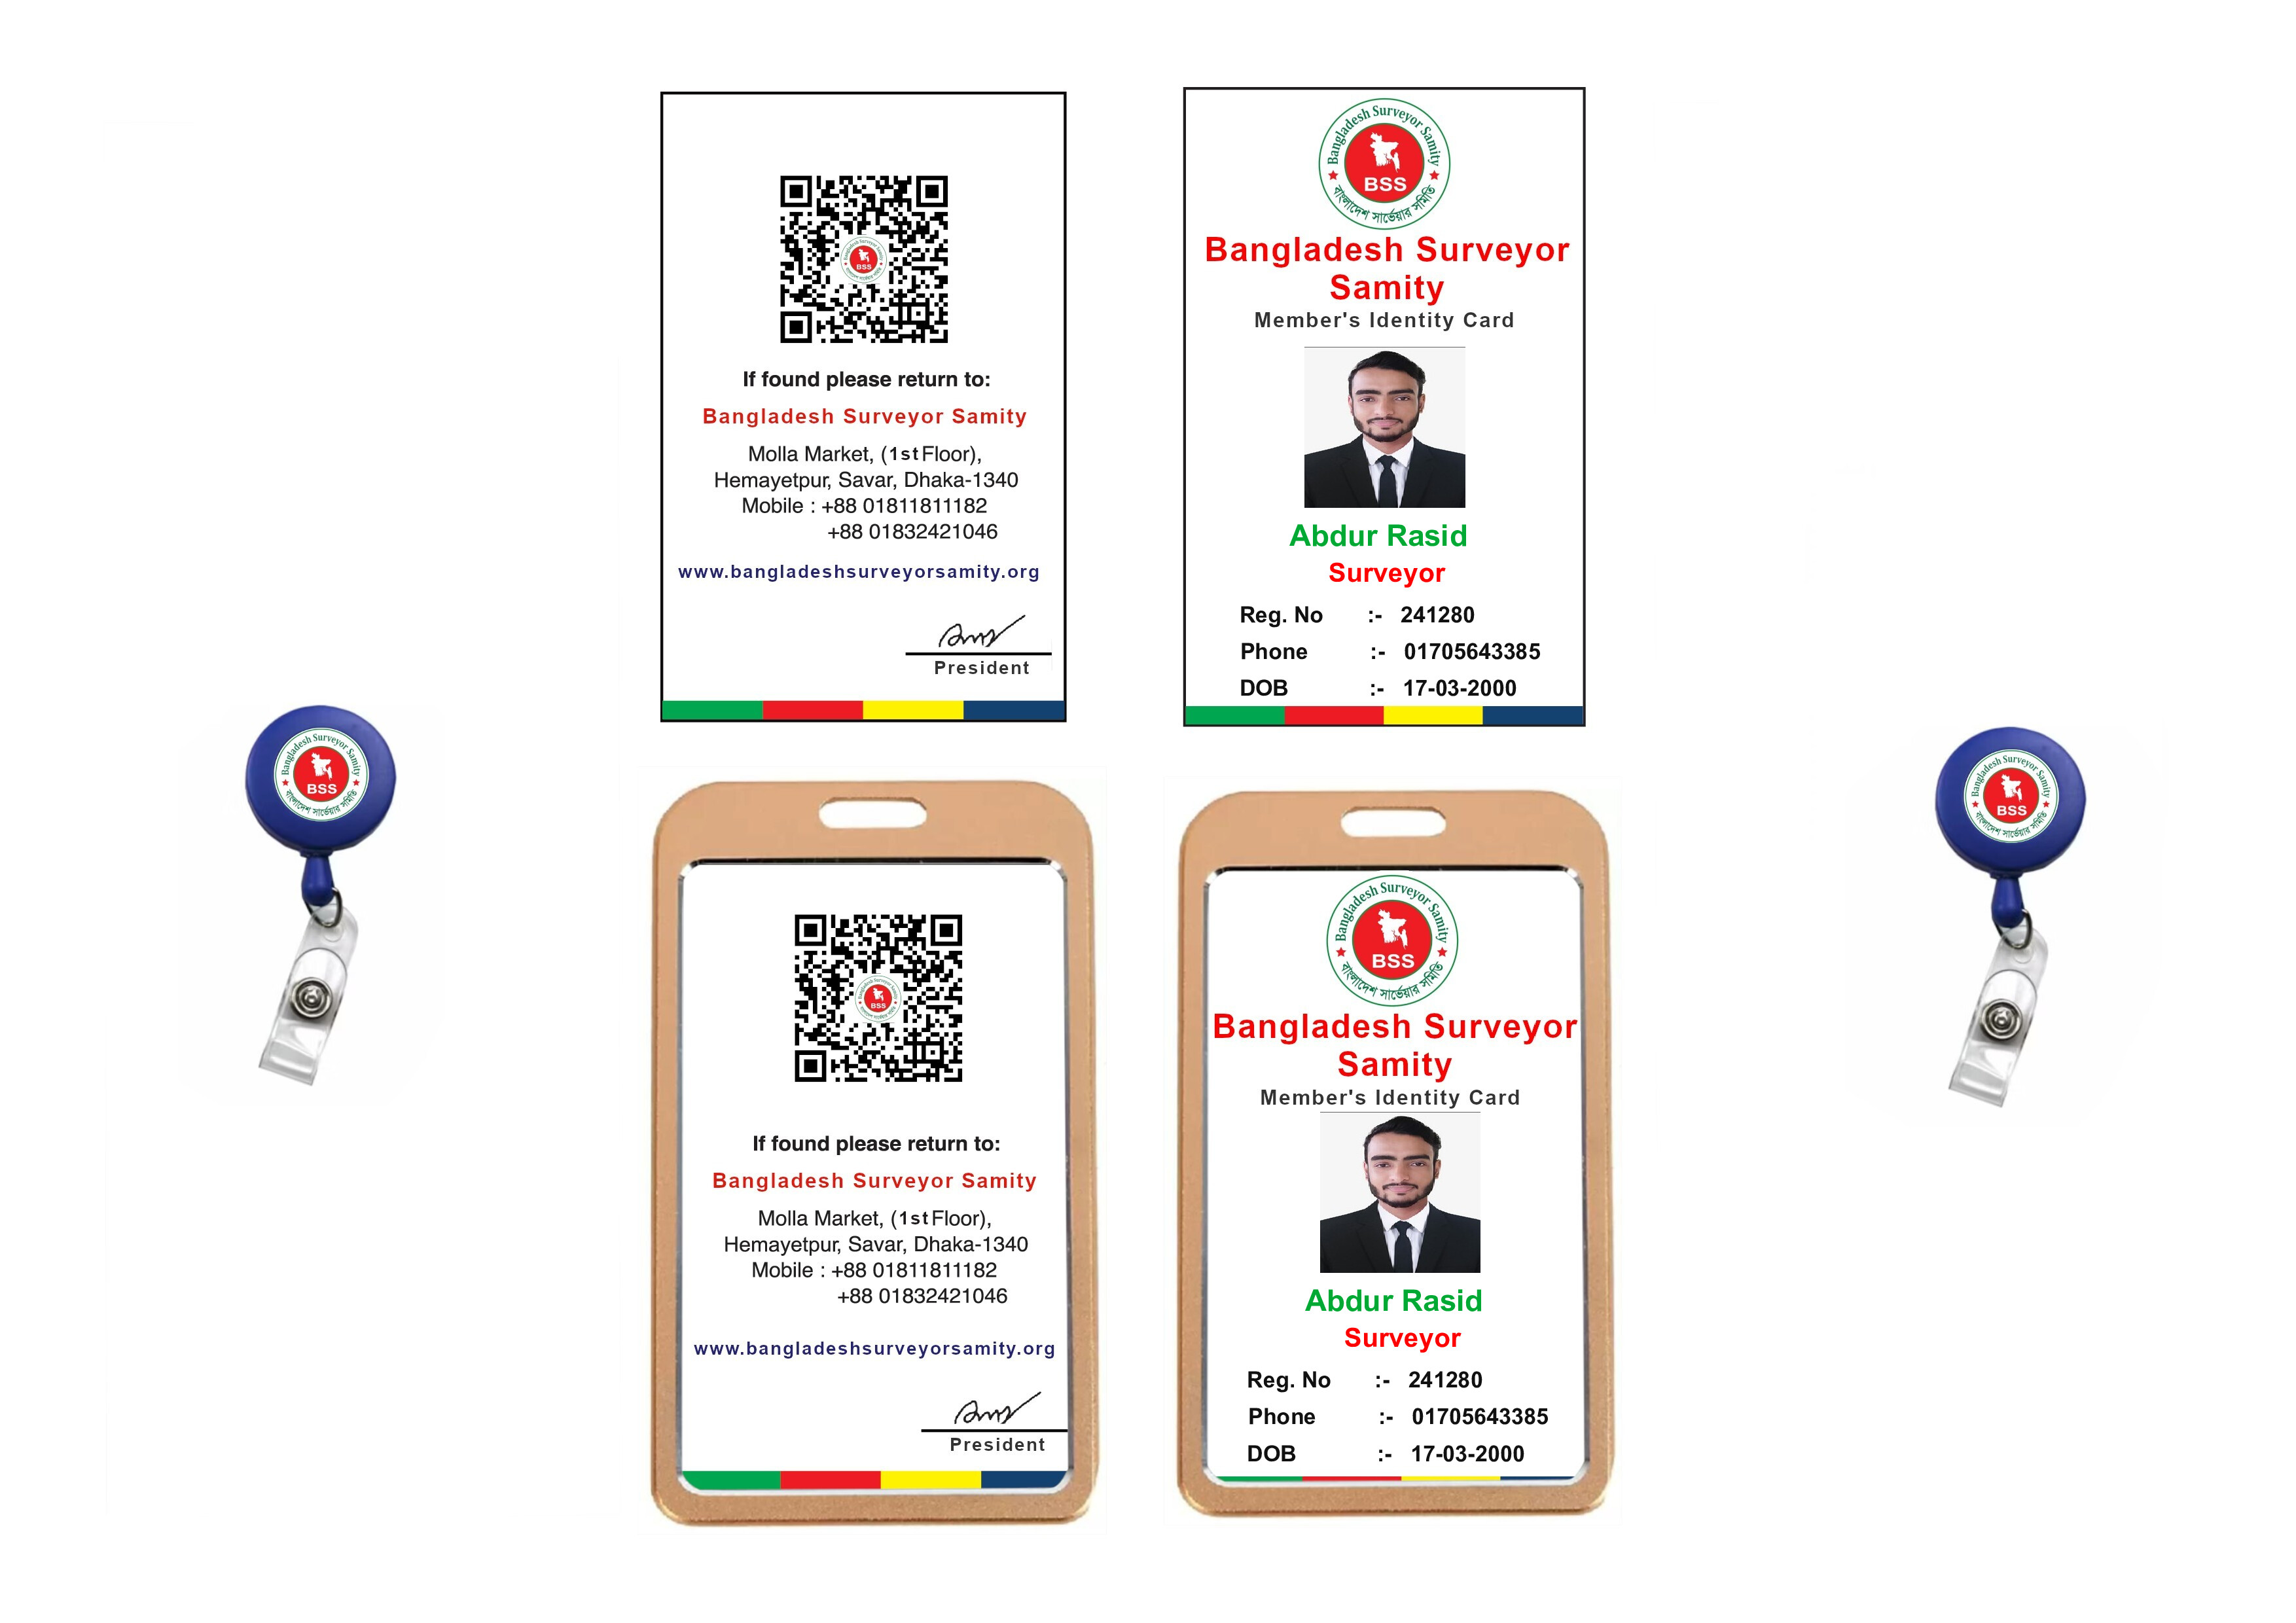 If found please return to:
Bangladesh Surveyor Samity
Molla Market, (1st Floor),
Hemayetpur, Savar, Dhaka-1340
Mobile : +88 01811811182
+88 01832421046
www.bangladeshsurveyorsamity.org
President
Bangladesh Surveyor Samity
BSS
বাংলাদেশ সার্ভেয়ার সমিতি
Bangladesh Surveyor
Samity
Member's Identity Card
Abdur Rasid
Surveyor
Reg. No :- 241280
Phone :- 01705643385
DOB :- 17-03-2000
Bangladesh Surveyor Samity
BSS
বাংলাদেশ সার্ভেয়ার সমিতি
BSS
If found please return to:
Bangladesh Surveyor Samity
Molla Market, (1st Floor),
Hemayetpur, Savar, Dhaka-1340
Mobile : +88 01811811182
+88 01832421046
www.bangladeshsurveyorsamity.org
President
Bangladesh Surveyor Samity
BSS
বাংলাদেশ সার্ভেয়ার সমিতি
Bangladesh Surveyor
Samity
Member's Identity Card
Abdur Rasid
Surveyor
Reg. No :- 241280
Phone :- 01705643385
DOB :- 17-03-2000
Bangladesh Surveyor Samity
BSS
বাংলাদেশ সার্ভেয়ার সমিতি